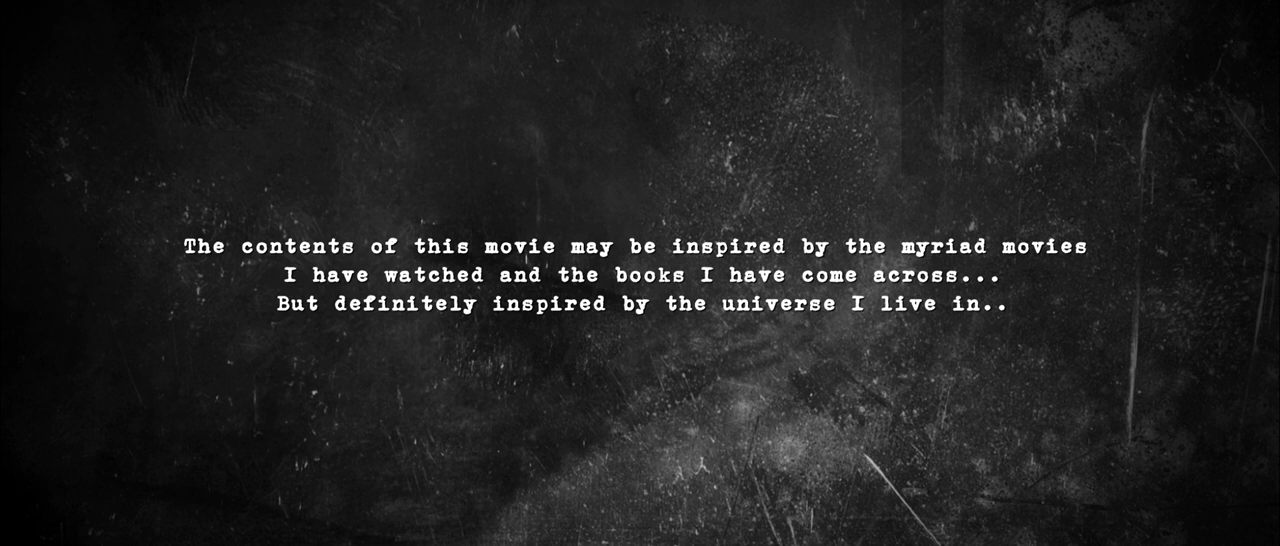 The contents of this movie may be inspired by the myriad movies
I have watched and the books I have come across...
But definitely inspired by the universe I live in..